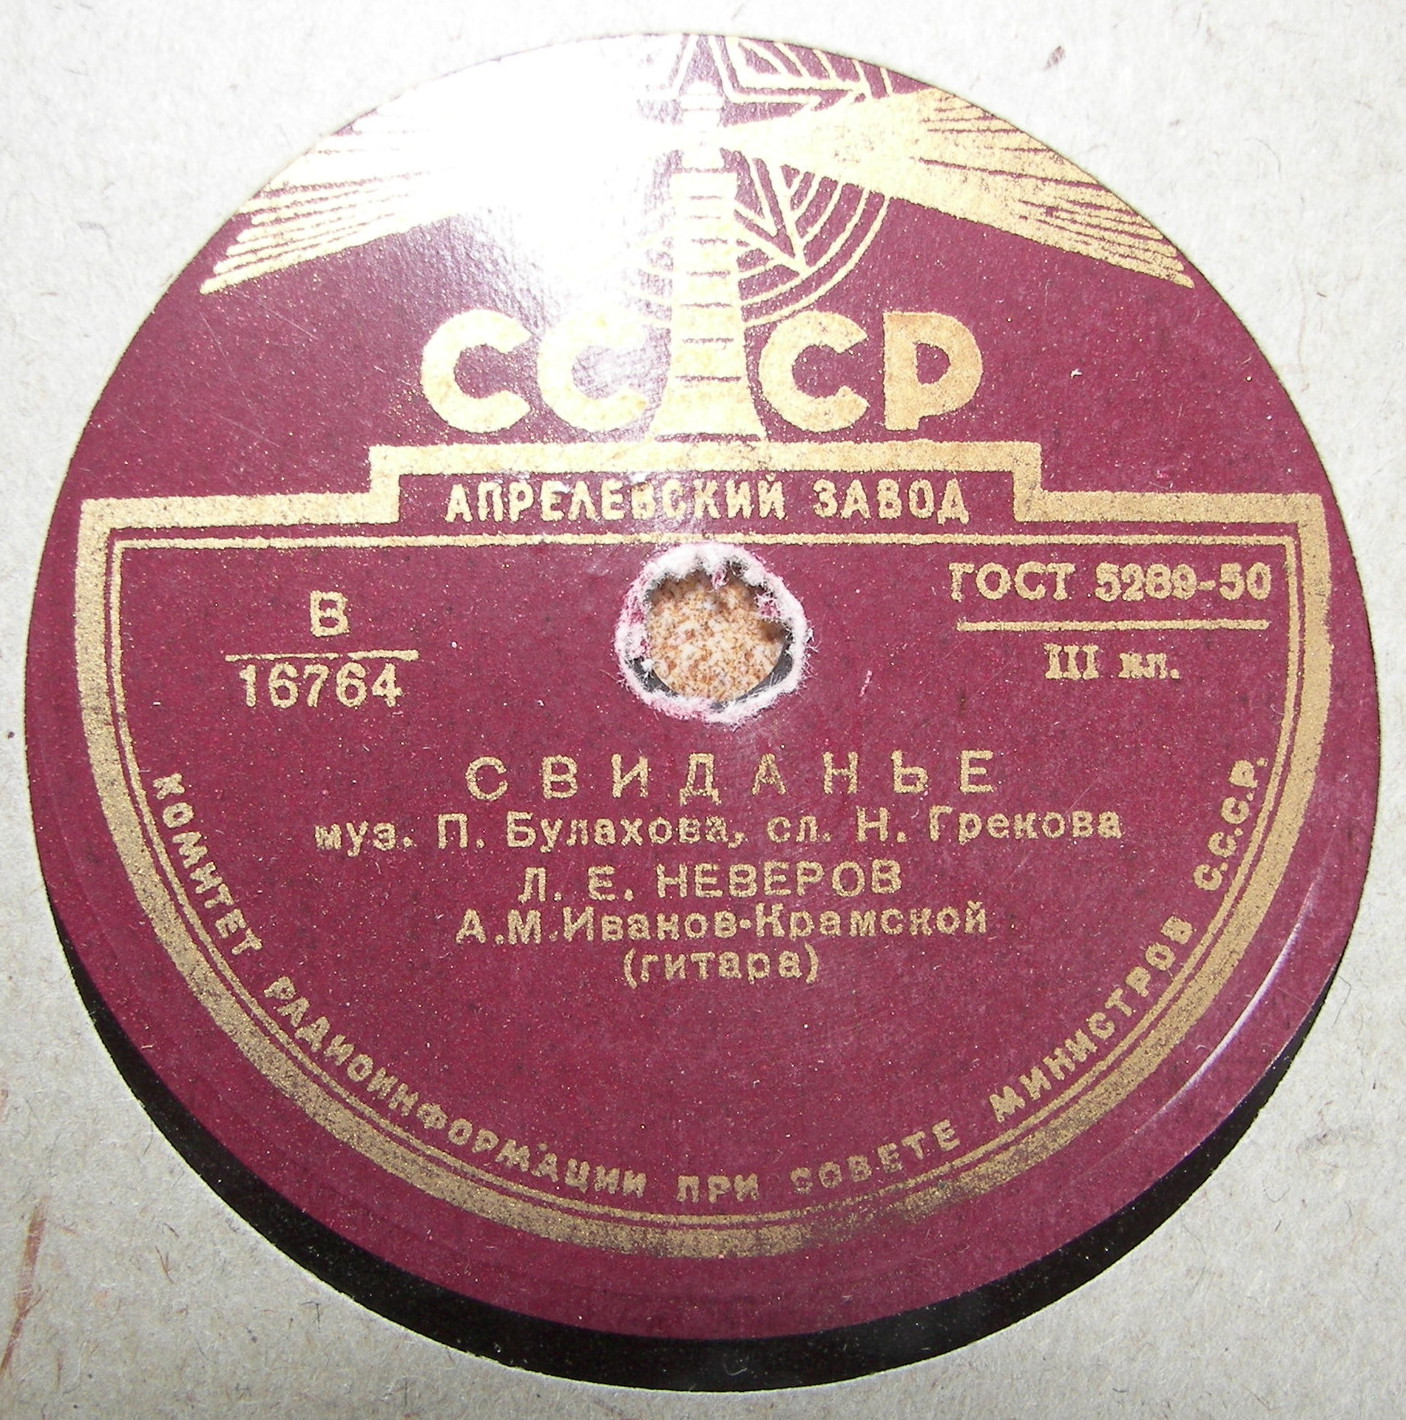 СССР
АПРЕЛЕВСКИЙ ЗАВОД
В
16764
ГОСТ 5289-50
III кл.
СВИДАНЬЕ
муз. П. Булахова, сл. Н. Грекова
Л. Е. НЕВЕРОВ
А.М.Иванов-Крамской
(гитара)
КОМИТЕТ РАДИОИНФОРМАЦИИ ПРИ СОВЕТЕ МИНИСТРОВ С.С.С.Р.